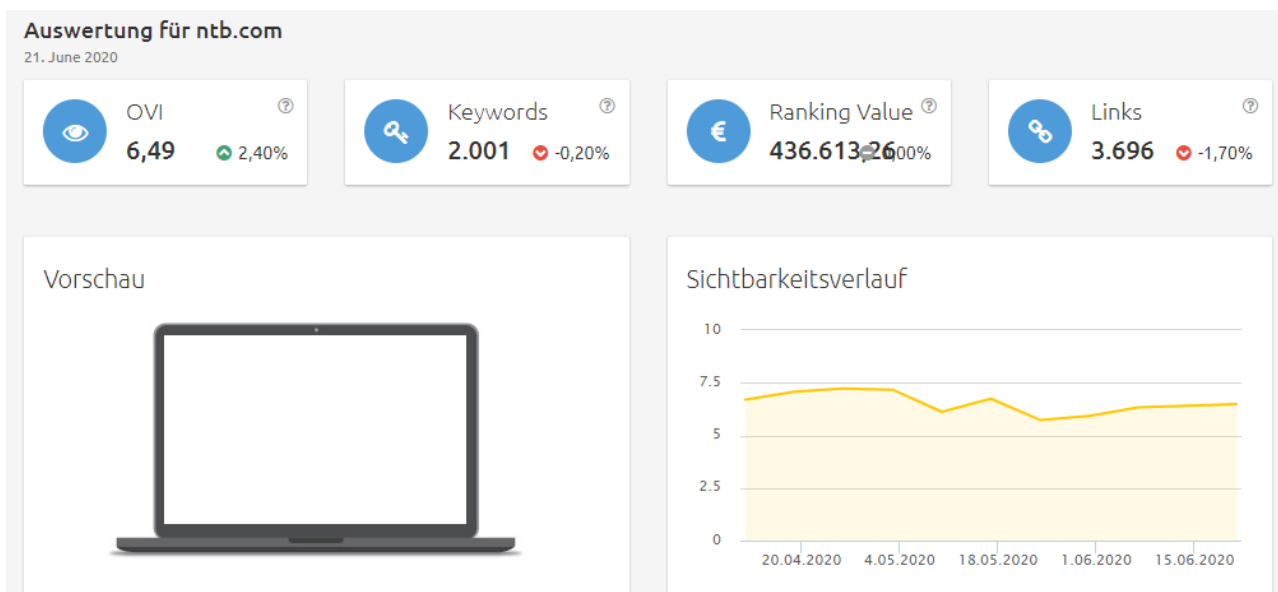 Auswertung für ntb.com
21. June 2020
OVI
6,49 2,40%
Keywords
2.001 -0,20%
Ranking Value
436.613,26 ,00%
Links
3.696 -1,70%
Vorschau
Sichtbarkeitsverlauf
10
7.5
5
2.5
0
20.04.2020 4.05.2020 18.05.2020 1.06.2020 15.06.2020